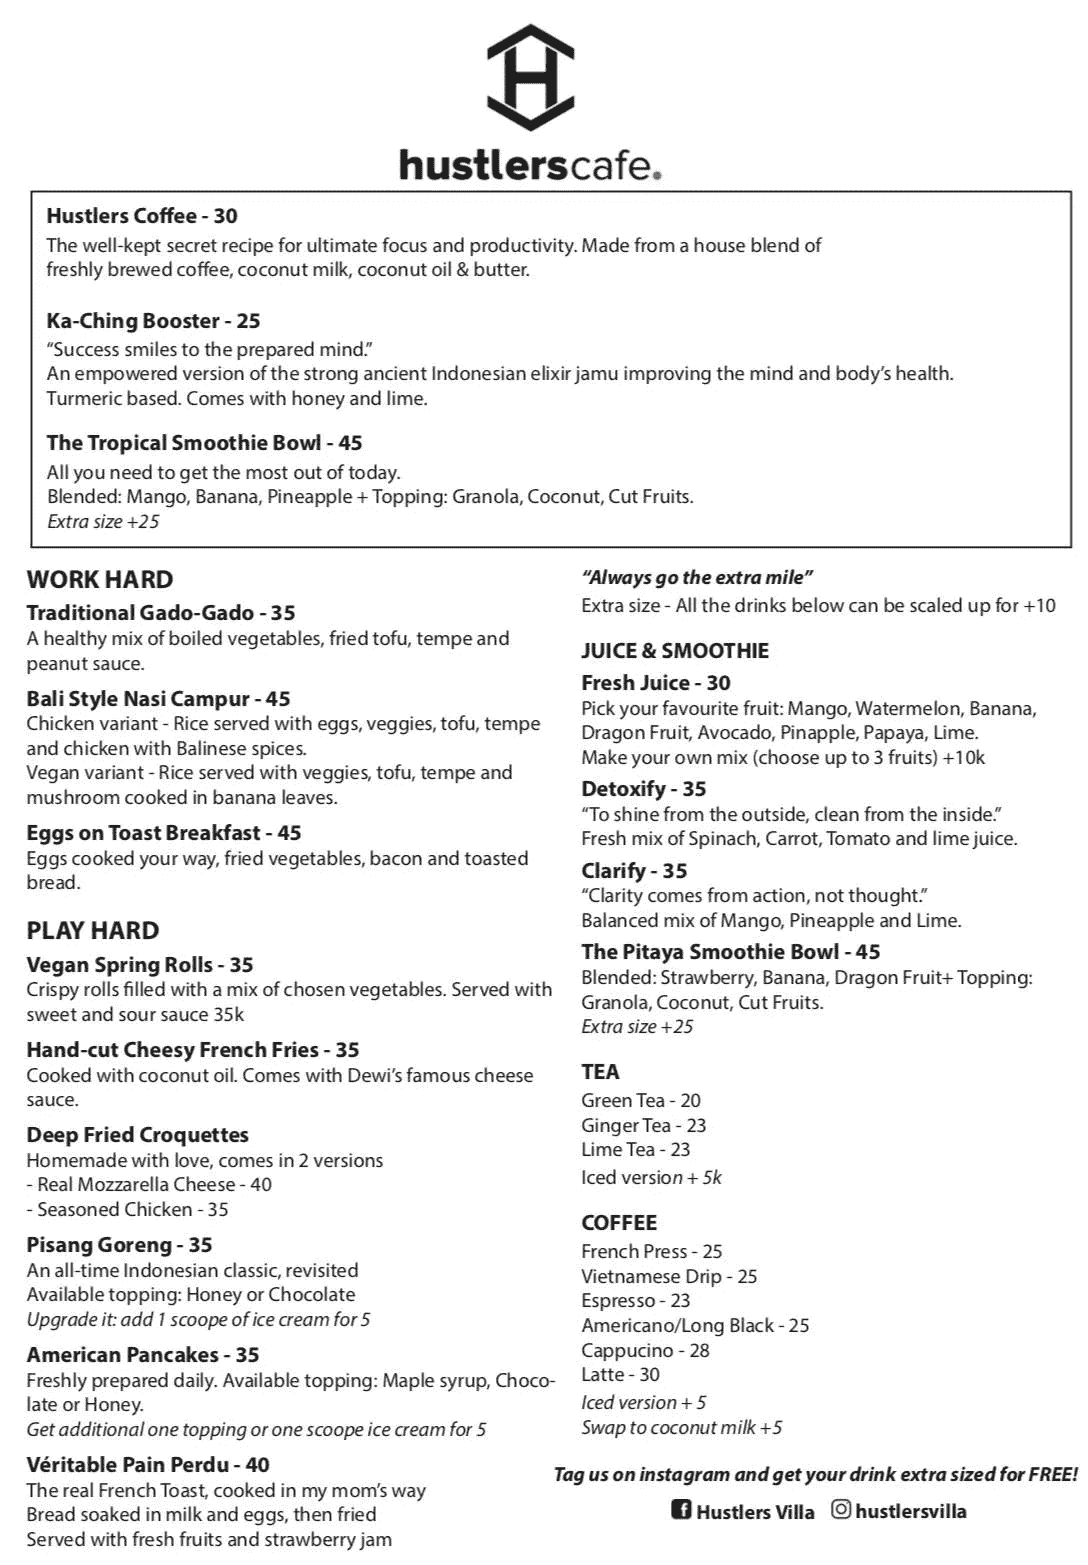 H
hustlerscafe.
Hustlers Coffee - 30
The well-kept secret recipe for ultimate focus and productivity. Made from a house blend of
freshly brewed coffee, coconut milk, coconut oil & butter.
Ka-Ching Booster - 25
“Success smiles to the prepared mind.”
An empowered version of the strong ancient Indonesian elixir jamu improving the mind and body’s health.
Turmeric based. Comes with honey and lime.
The Tropical Smoothie Bowl - 45
All you need to get the most out of today.
Blended: Mango, Banana, Pineapple + Topping: Granola, Coconut, Cut Fruits.
Extra size +25
WORK HARD
Traditional Gado-Gado - 35
A healthy mix of boiled vegetables, fried tofu, tempe and
peanut sauce.
Bali Style Nasi Campur - 45
Chicken variant - Rice served with eggs, veggies, tofu, tempe
and chicken with Balinese spices.
Vegan variant - Rice served with veggies, tofu, tempe and
mushroom cooked in banana leaves.
Eggs on Toast Breakfast - 45
Eggs cooked your way, fried vegetables, bacon and toasted
bread.
PLAY HARD
Vegan Spring Rolls - 35
Crispy rolls filled with a mix of chosen vegetables. Served with
sweet and sour sauce 35k
Hand-cut Cheesy French Fries - 35
Cooked with coconut oil. Comes with Dewi’s famous cheese
sauce.
Deep Fried Croquettes
Homemade with love, comes in 2 versions
- Real Mozzarella Cheese - 40
- Seasoned Chicken - 35
Pisang Goreng - 35
An all-time Indonesian classic, revisited
Available topping: Honey or Chocolate
Upgrade it: add 1 scoope of ice cream for 5
American Pancakes - 35
Freshly prepared daily. Available topping: Maple syrup, Choco-
late or Honey.
Get additional one topping or one scoope ice cream for 5
Véritable Pain Perdu - 40
The real French Toast, cooked in my mom’s way
Bread soaked in milk and eggs, then fried
Served with fresh fruits and strawberry jam
“Always go the extra mile”
Extra size - All the drinks below can be scaled up for +10
JUICE & SMOOTHIE
Fresh Juice - 30
Pick your favourite fruit: Mango, Watermelon, Banana,
Dragon Fruit, Avocado, Pinapple, Papaya, Lime.
Make your own mix (choose up to 3 fruits) +10k
Detoxify - 35
“To shine from the outside, clean from the inside.”
Fresh mix of Spinach, Carrot, Tomato and lime juice.
Clarify - 35
“Clarity comes from action, not thought.”
Balanced mix of Mango, Pineapple and Lime.
The Pitaya Smoothie Bowl - 45
Blended: Strawberry, Banana, Dragon Fruit+ Topping:
Granola, Coconut, Cut Fruits.
Extra size +25
TEA
Green Tea - 20
Ginger Tea - 23
Lime Tea - 23
Iced version + 5k
COFFEE
French Press - 25
Vietnamese Drip - 25
Espresso - 23
Americano/Long Black - 25
Cappucino - 28
Latte - 30
Iced version + 5
Swap to coconut milk +5
Tag us on instagram and get your drink extra sized for FREE!
Hustlers Villa hustlersvilla